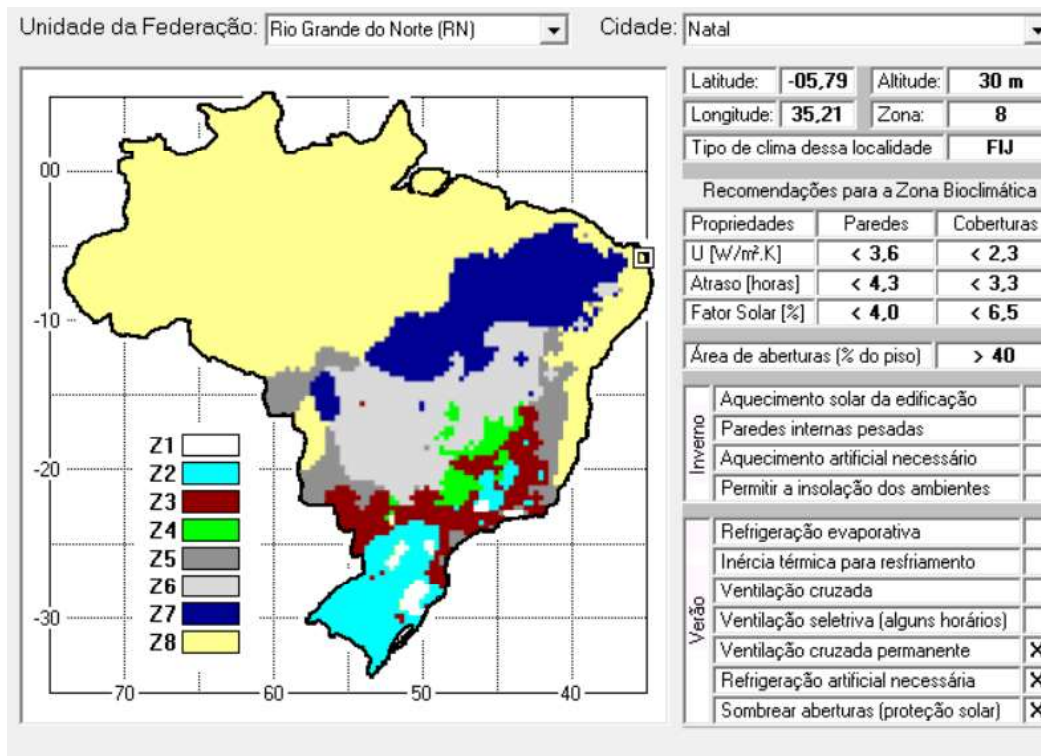 Unidade da Federação: Rio Grande do Norte (RN) Cidade: Natal
Latitude: -05,79 Altitude: 30 m
Longitude: 35,21 Zona: 8
Tipo de clima dessa localidade FIJ
Recomendações para a Zona Bioclimática
Propriedades Paredes Coberturas
U [W/m².K] < 3,6 < 2,3
Atraso [horas] < 4,3 < 3,3
Fator Solar [%] < 4,0 < 6,5
Área de aberturas (% do piso) > 40
Inverno
Aquecimento solar da edificação
Paredes internas pesadas
Aquecimento artificial necessário
Permitir a insolação dos ambientes
Verão
Refrigeração evaporativa
Inércia térmica para resfriamento
Ventilação cruzada
Ventilação seletiva (alguns horários)
Ventilação cruzada permanente X
Refrigeração artificial necessária X
Sombrear aberturas (proteção solar) X
00
-10
-20
-30
70 60 50 40
Z1
Z2
Z3
Z4
Z5
Z6
Z7
Z8